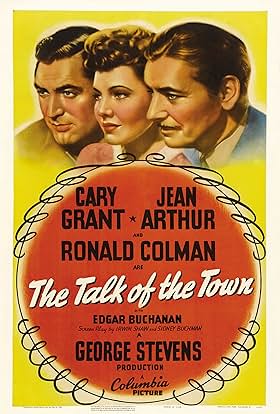 CARY JEAN
GRANT ★ ARTHUR
AND
RONALD COLMAN
ARE
The Talk of the Town
with
EDGAR BUCHANAN
Screen Play by IRWIN SHAW and SIDNEY BUCHMAN
A
GEORGE STEVENS
PRODUCTION
A
Columbia
PICTURE